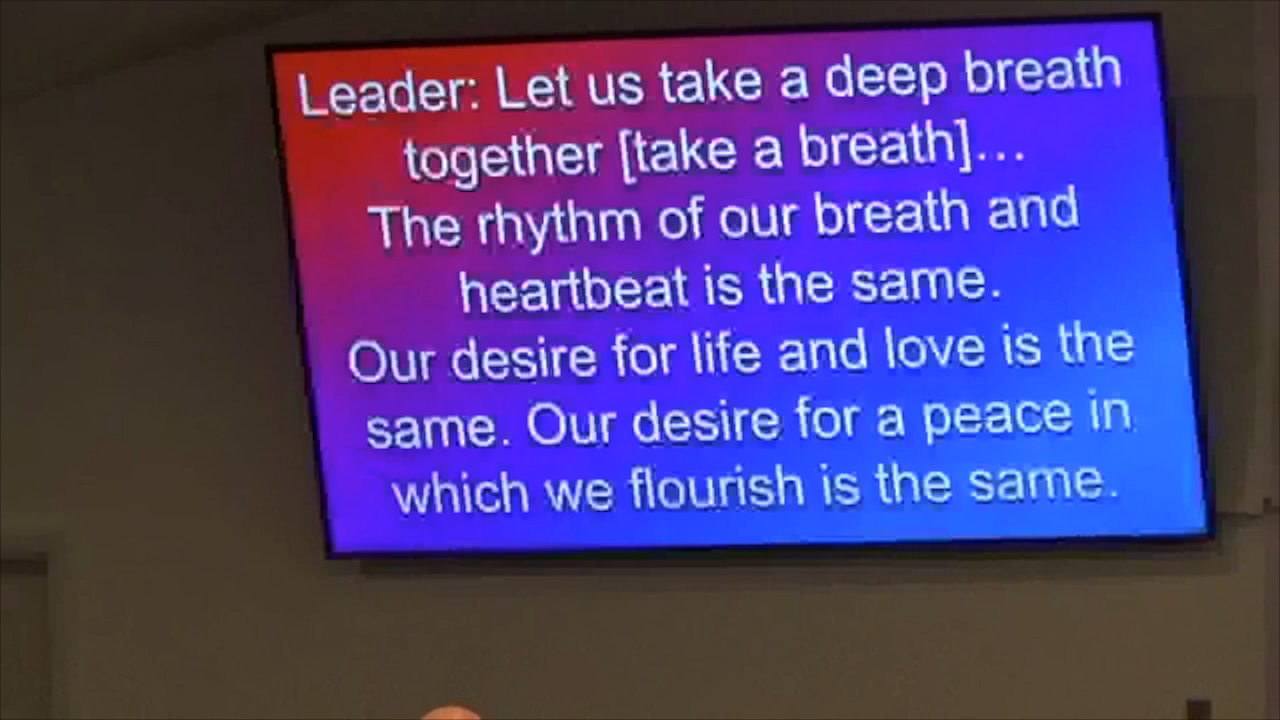 Leader: Let us take a deep breath
together [take a breath]...
The rhythm of our breath and
heartbeat is the same.
Our desire for life and love is the
same. Our desire for a peace in
which we flourish is the same.